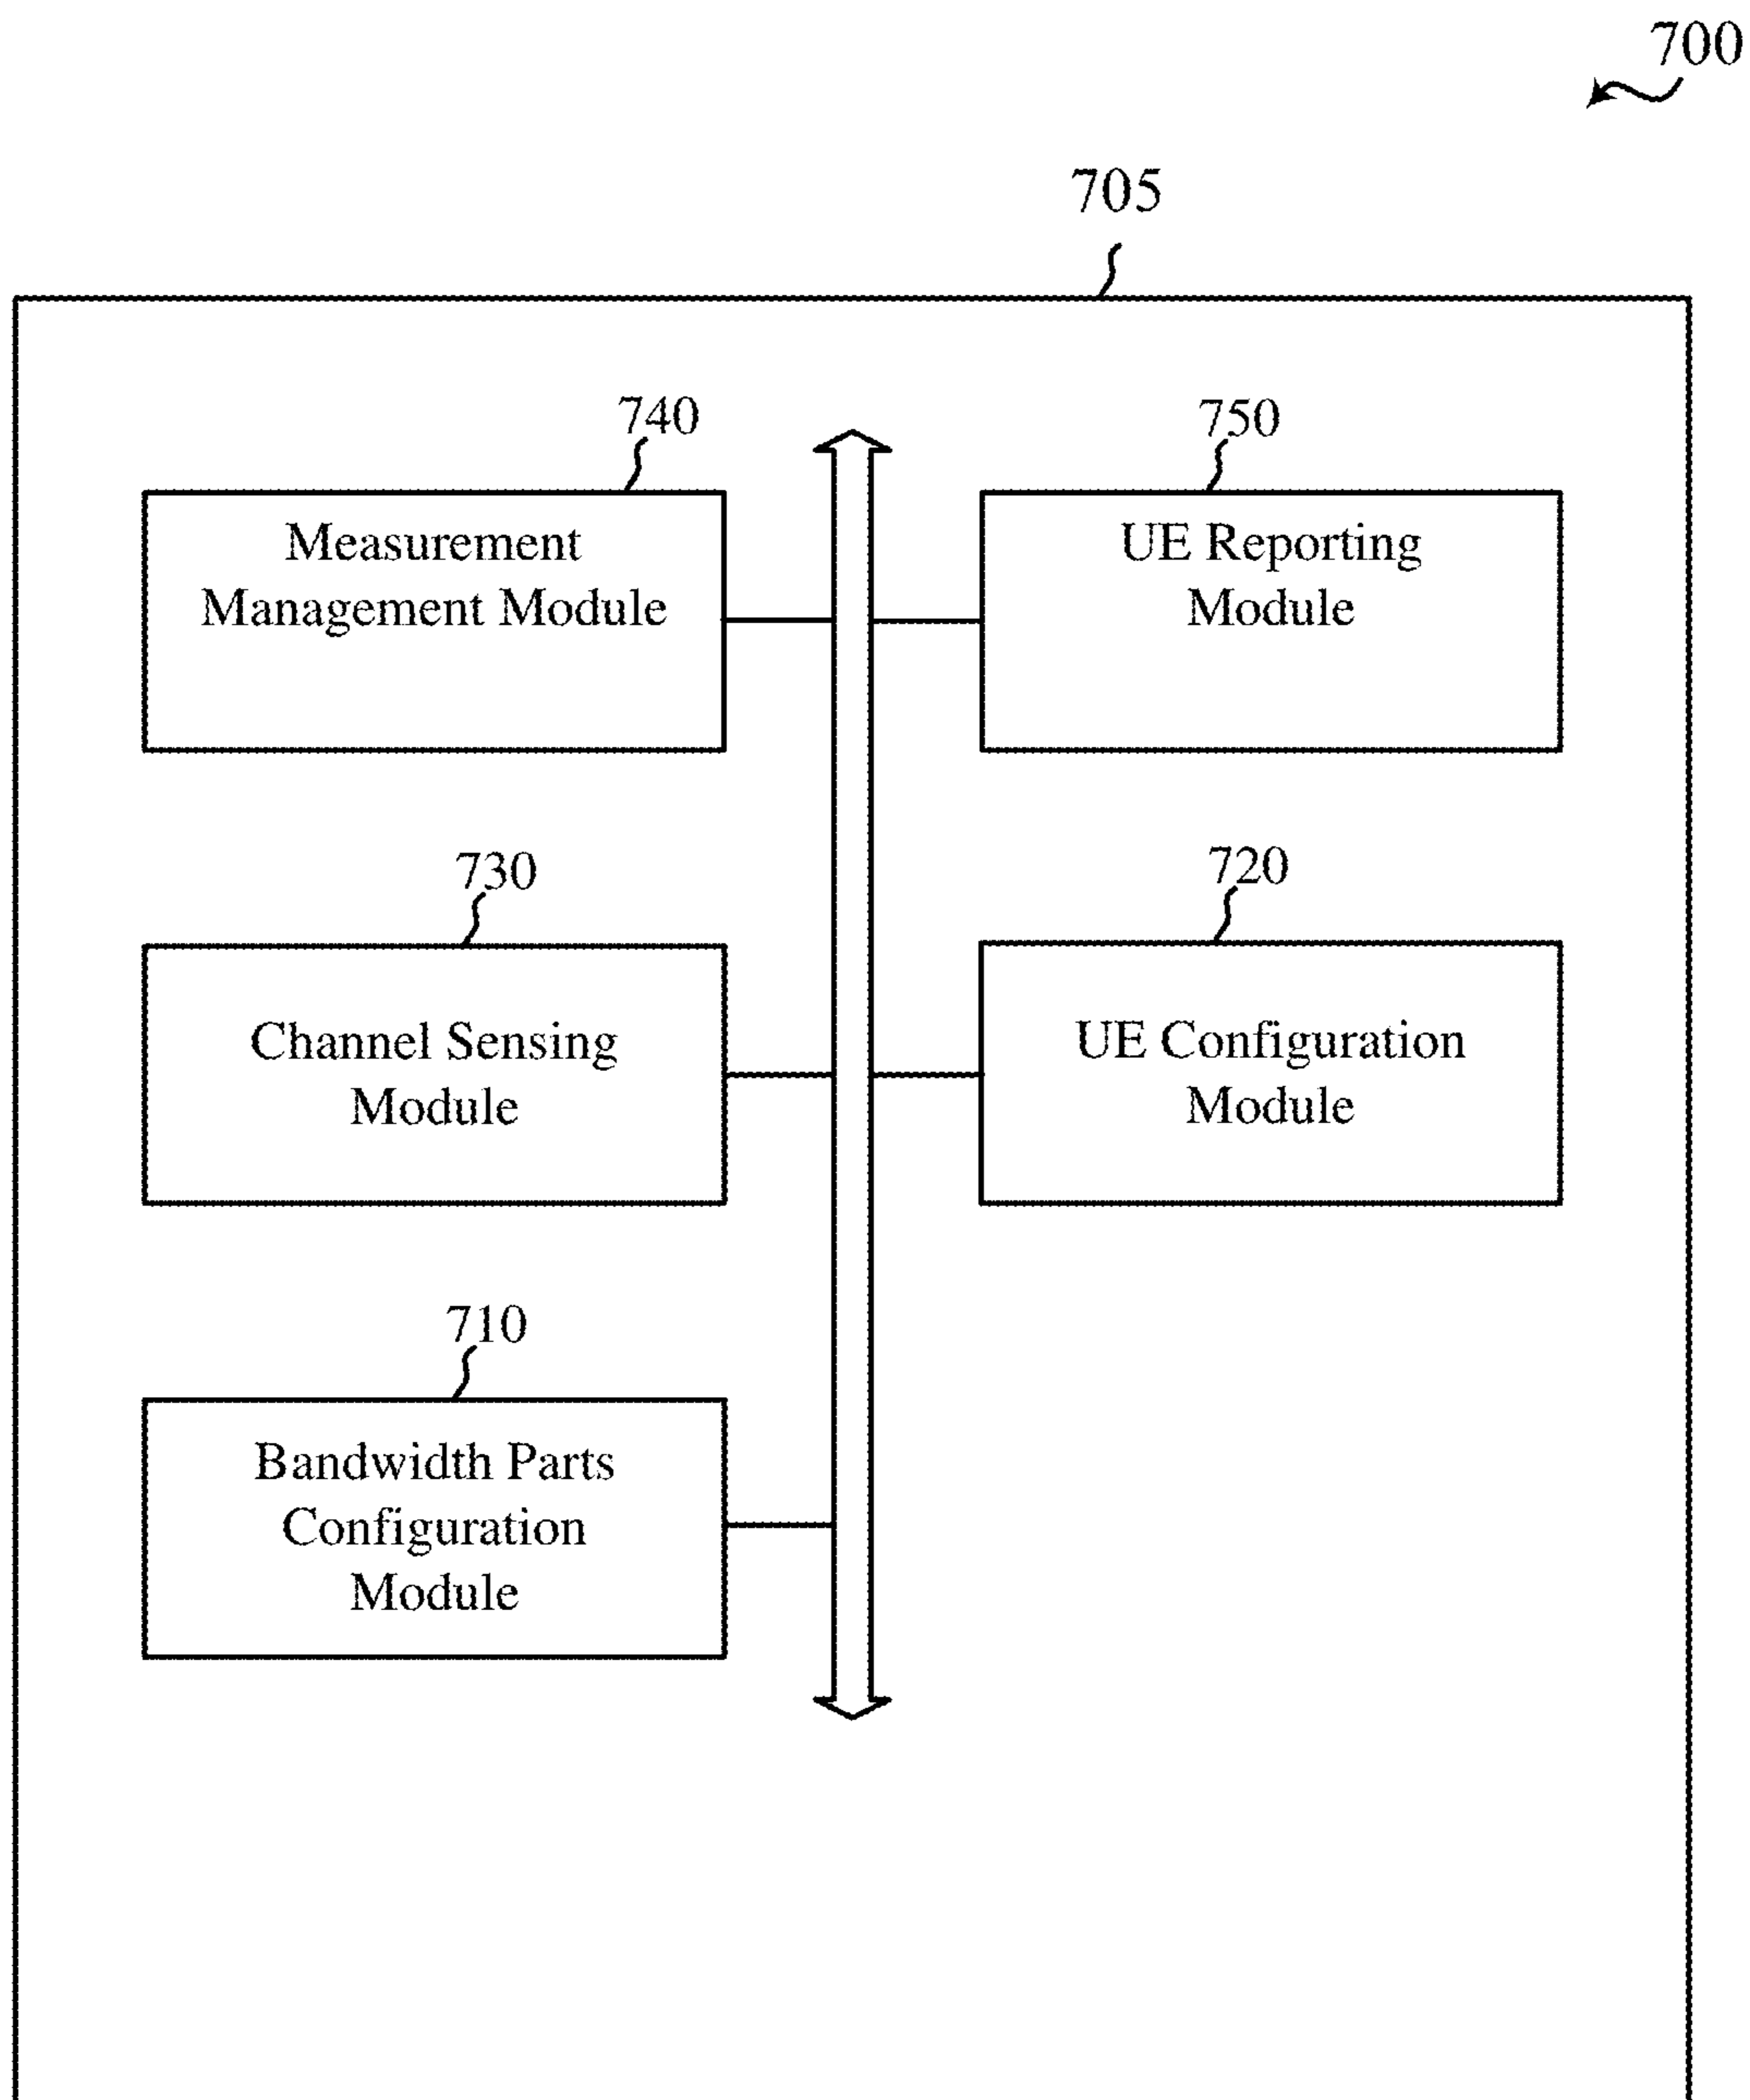 700
705
740
750
Measurement
Management Module
UE Reporting
Module
730
720
Channel Sensing
Module
UE Configuration
Module
710
Bandwidth Parts
Configuration
Module